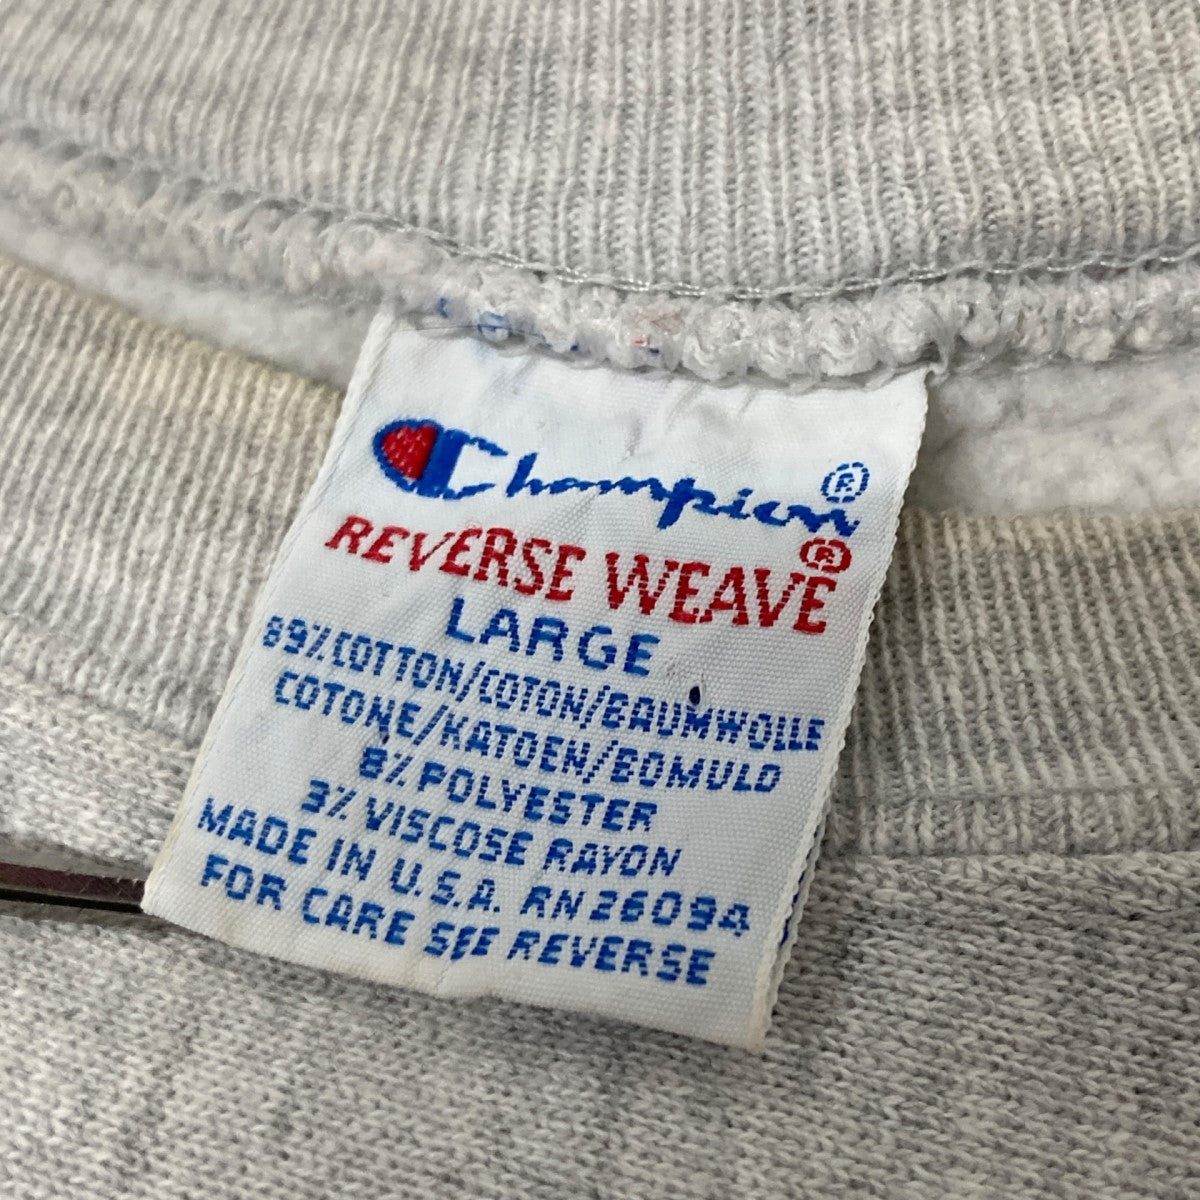 Champion®
REVERSE WEAVE®
LARGE
89% COTTON/COTON/BAUMWOLLE
COTONE/KATOEN/BOMULD
8% POLYESTER
3% VISCOSE RAYON
MADE IN U.S.A. RN26094
FOR CARE SEE REVERSE